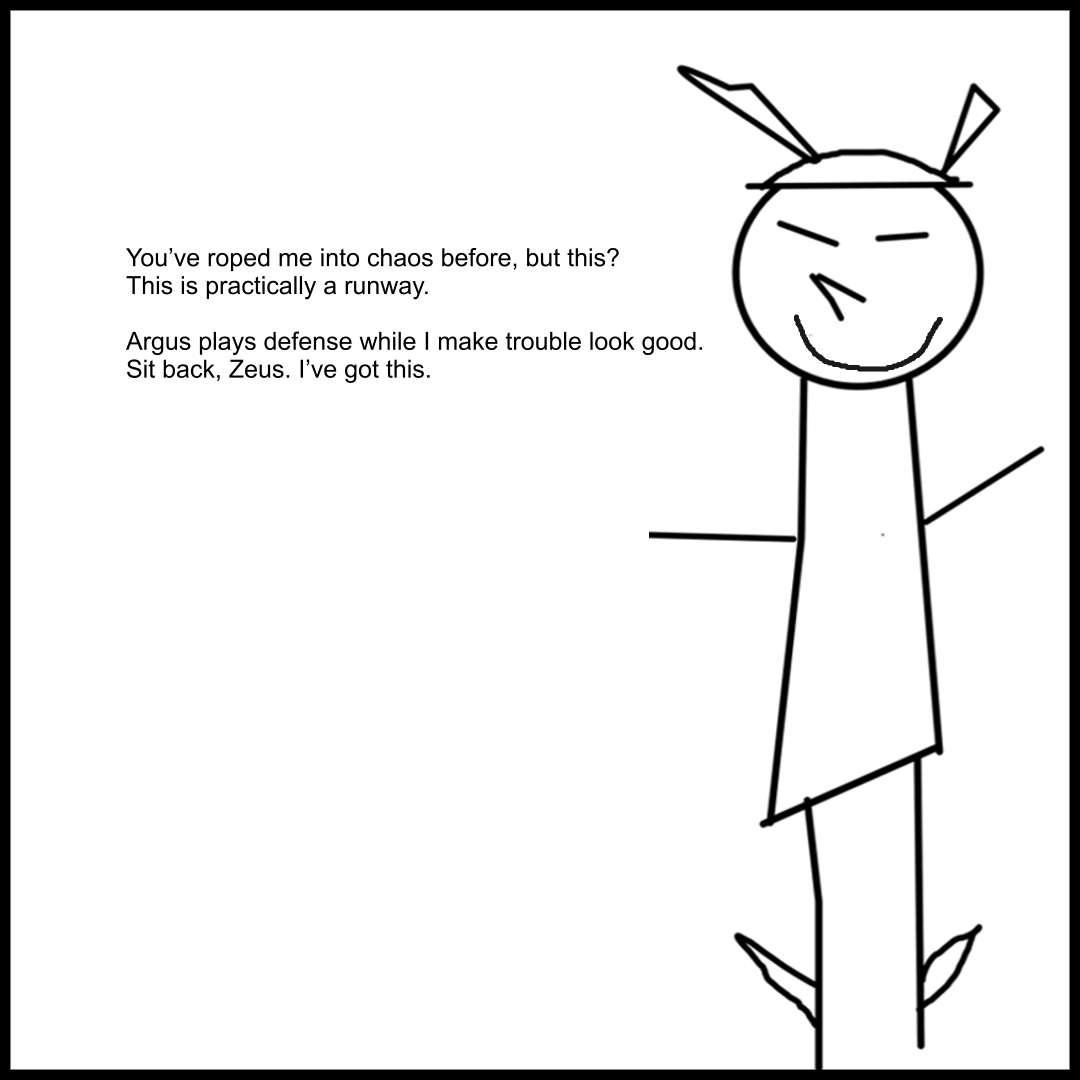 You’ve roped me into chaos before, but this?
This is practically a runway.
Argus plays defense while I make trouble look good.
Sit back, Zeus. I’ve got this.